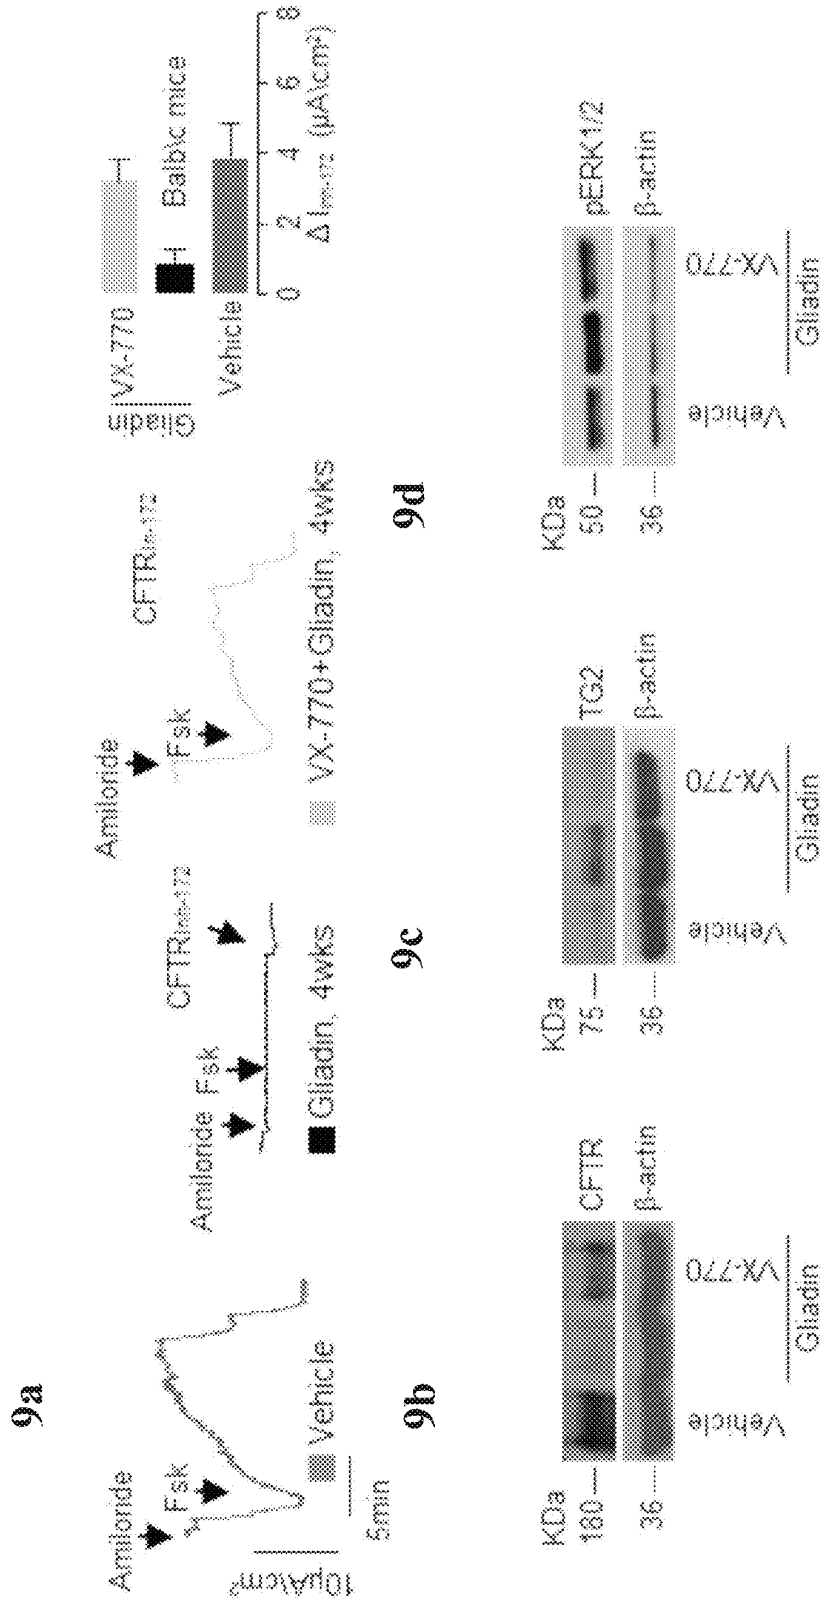 9a
Amiloride
Fsk
10µA\cm²
5min
Vehicle
Amiloride
Fsk
CFTRInh-172
Gliadin, 4wks
Amiloride
Fsk
CFTRIn-172
VX-770+Gliadin, 4wks
Gliadin
VX-770
Balb\c mice
Vehicle
0 2 4 6 8
Δ Iinh-172 (µA\cm²)
9b
KDa
180
CFTR
36
β-actin
Vehicle
VX-770
Gliadin
9c
KDa
75
TG2
36
β-actin
Vehicle
VX-770
Gliadin
9d
KDa
50
pERK1/2
36
β-actin
Vehicle
VX-770
Gliadin